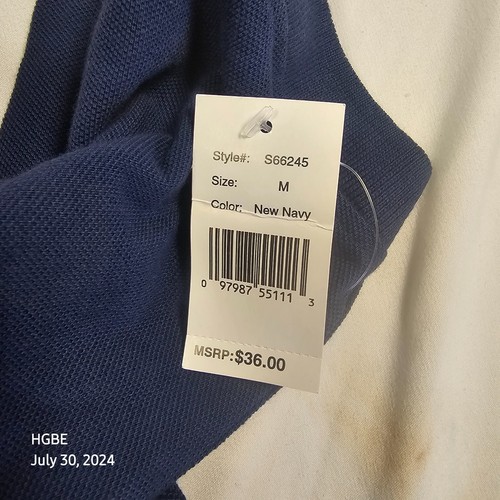 Style#: S66245
Size: M
Color: New Navy
0 97987 55111 3
MSRP:$36.00
HGBE
July 30, 2024